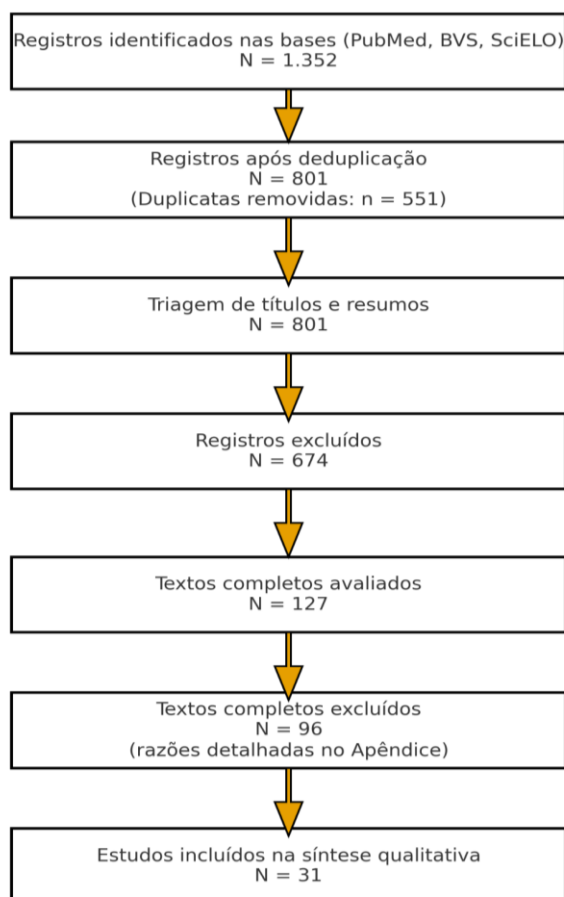 Registros identificados nas bases (PubMed, BVS, SciELO)
N = 1.352
Registros após deduplicação
N = 801
(Duplicatas removidas: n = 551)
Triagem de títulos e resumos
N = 801
Registros excluídos
N = 674
Textos completos avaliados
N = 127
Textos completos excluídos
N = 96
(razões detalhadas no Apêndice)
Estudos incluídos na síntese qualitativa
N = 31